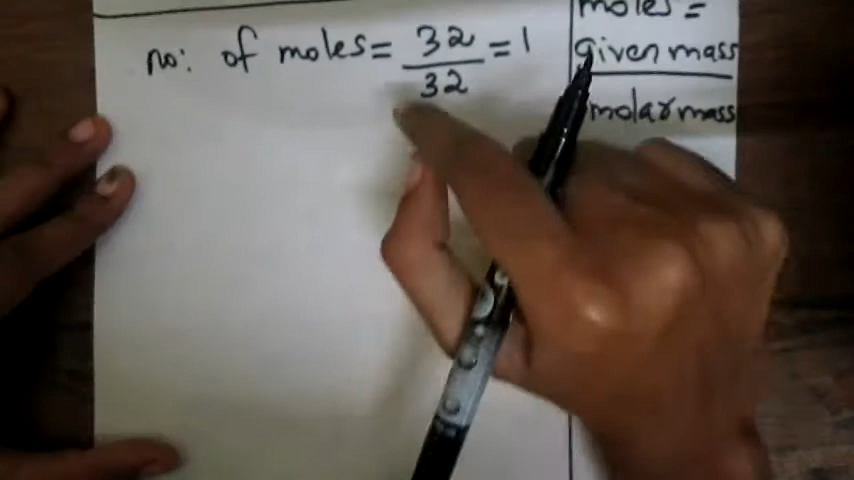 no: of moles = 32/32 = 1
moles =
given mass
molar mass